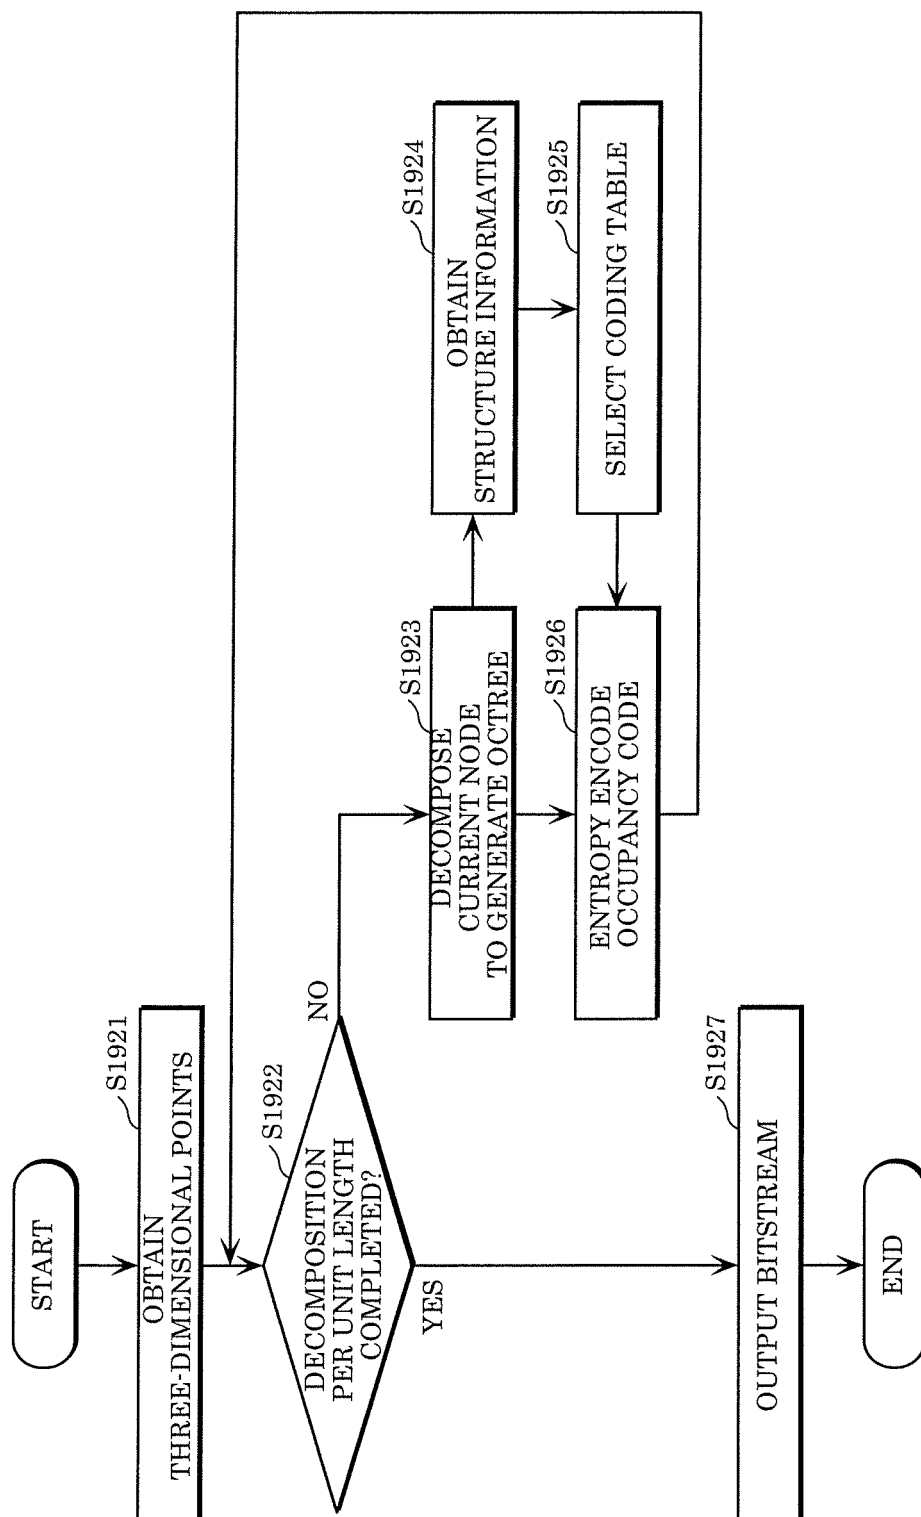 START
S1921
OBTAIN
THREE-DIMENSIONAL POINTS
S1922
DECOMPOSITION
PER UNIT LENGTH
COMPLETED?
NO
YES
S1923
DECOMPOSE
CURRENT NODE
TO GENERATE OCTREE
S1924
OBTAIN
STRUCTURE INFORMATION
S1925
SELECT CODING TABLE
S1926
ENTROPY ENCODE
OCCUPANCY CODE
S1927
OUTPUT BITSTREAM
END